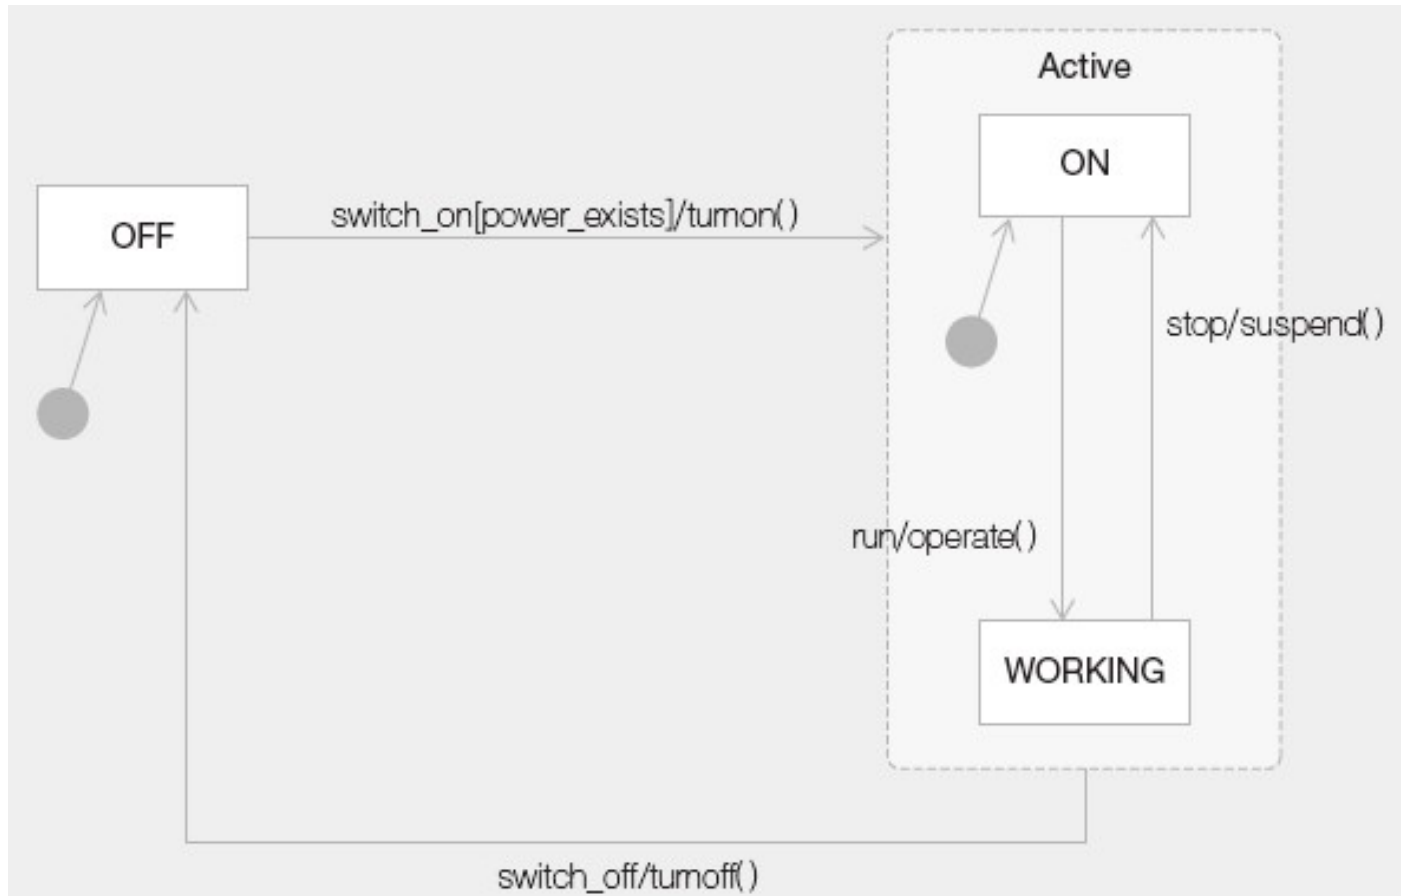 Active
ON
OFF
switch_on[power_exists]/turnon()
stop/suspend()
run/operate()
WORKING
switch_off/turnoff()